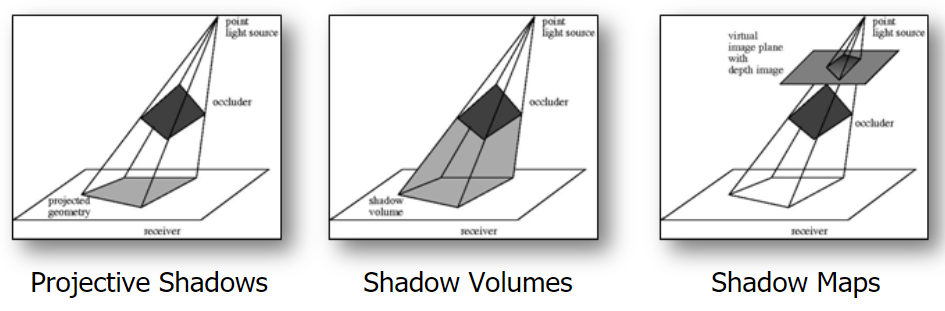 point
light source
occluder
projected
geometry
receiver
Projective Shadows
point
light source
occluder
shadow
volume
receiver
Shadow Volumes
point
light source
virtual
image plane
with
depth image
occluder
receiver
Shadow Maps